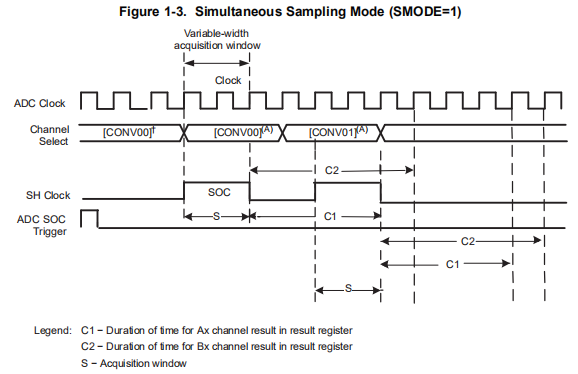 Figure 1-3. Simultaneous Sampling Mode (SMODE=1)
Variable-width
acquisition window
Clock
ADC Clock
Channel
Select
[CONV00]† [CONV00](A) [CONV01](A)
C2
SH Clock
SOC
ADC SOC
Trigger
S C1
C2
C1
S
Legend: C1 − Duration of time for Ax channel result in result register
C2 − Duration of time for Bx channel result in result register
S − Acquisition window